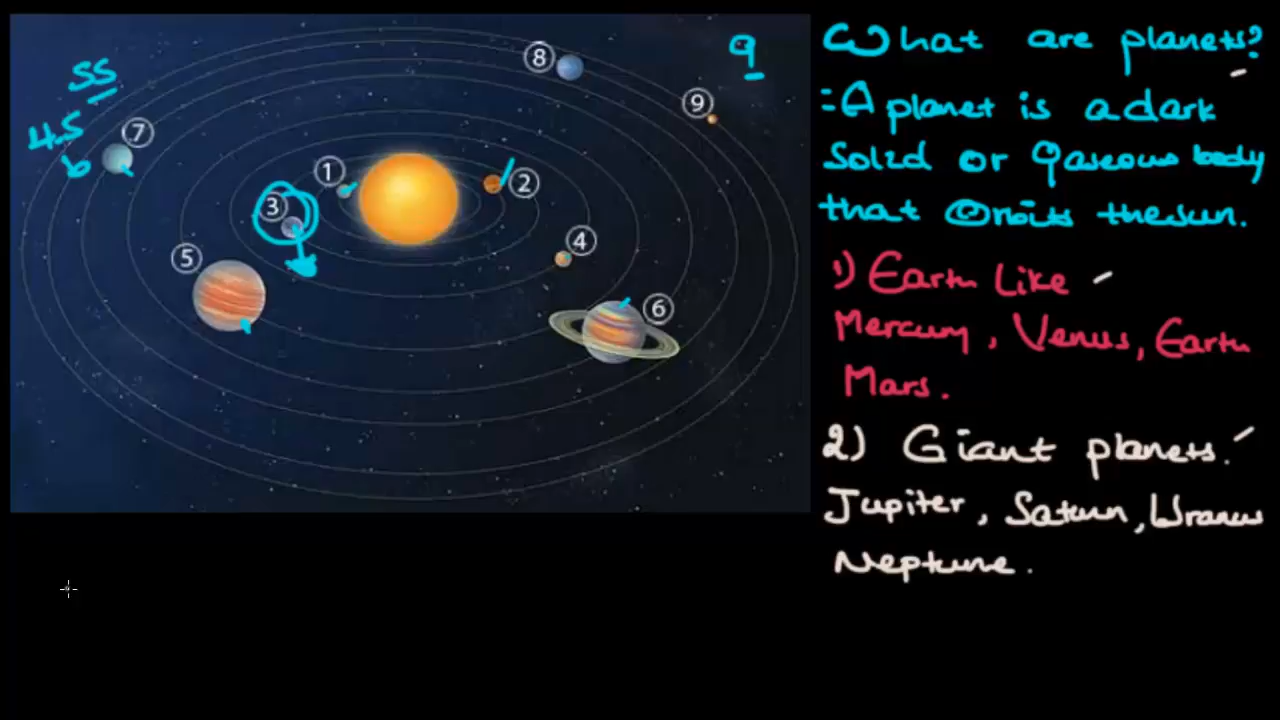 SS
4.5
b
7
8
9
9
1
2
3
4
5
6
What are planets?
=A planet is a dark
Solid or Gaseous body
that Orbits the sun.
1) Earth Like
Mercury, Venus, Earth
Mars.
2) Giant planets.
Jupiter, Saturn, Uranus
Neptune.